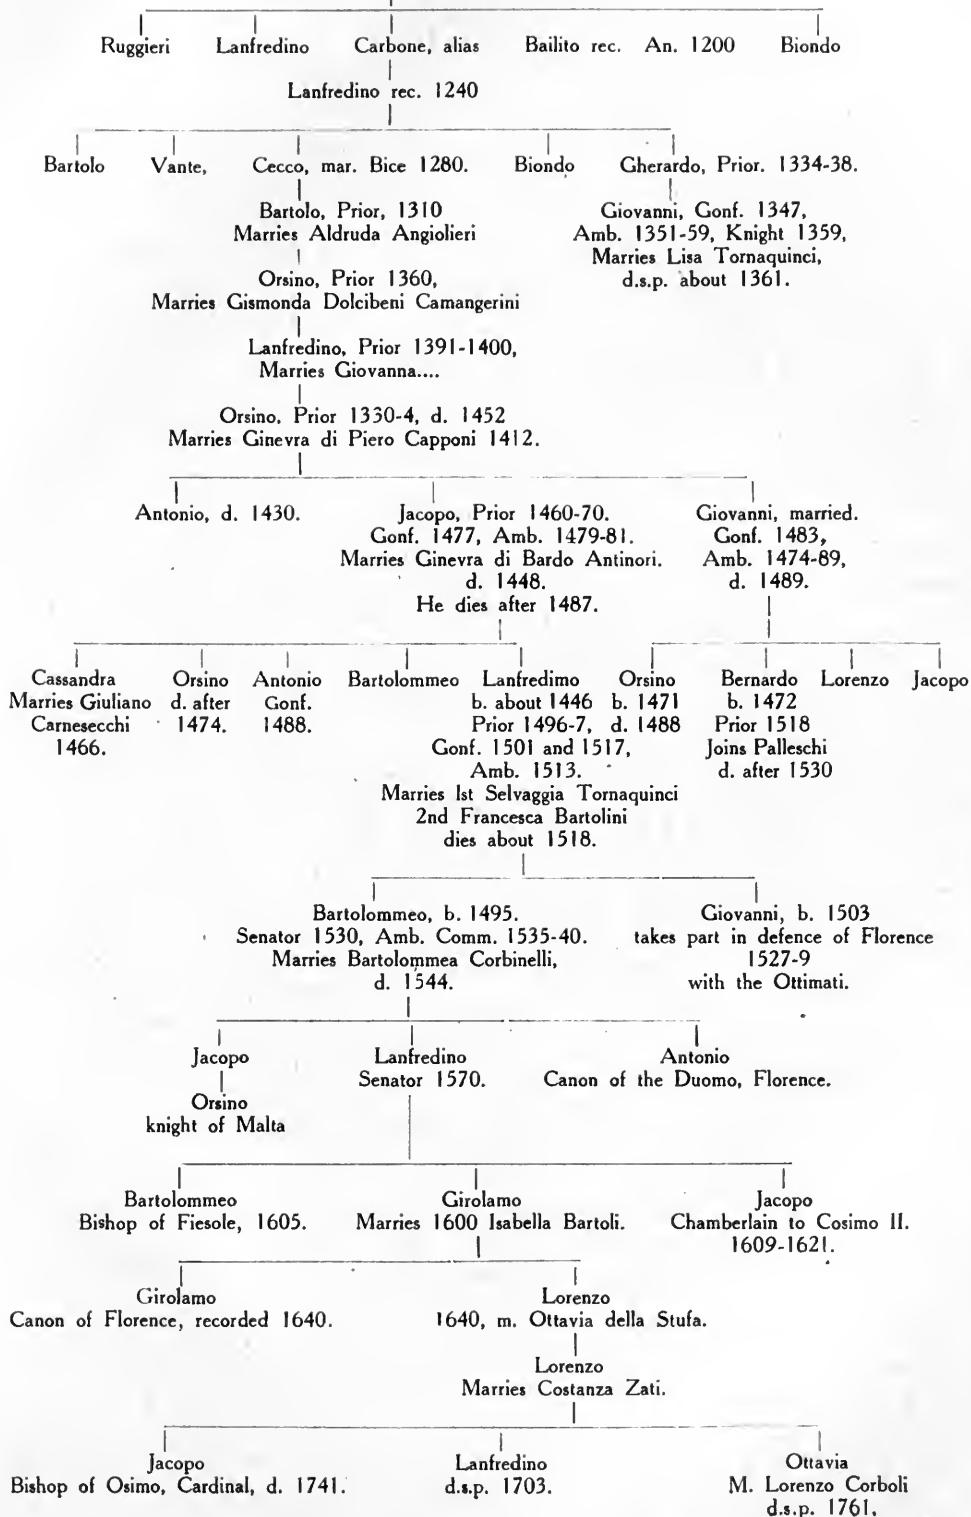 Ruggieri Lanfredino Carbone, alias Bailito rec. An. 1200 Biondo
Lanfredino rec. 1240
Bartolo Vante, Cecco, mar. Bice 1280. Biondo Gherardo, Prior. 1334-38.
Bartolo, Prior, 1310 Giovanni, Gonf. 1347,
Marries Aldruda Angiolieri Amb. 1351-59, Knight 1359,
Marries Lisa Tornaquinci,
Orsino, Prior 1360, d.s.p. about 1361.
Marries Gismonda Dolcibeni Camangerini
Lanfredino, Prior 1391-1400,
Marries Giovanna....
Orsino, Prior 1330-4, d. 1452
Marries Ginevra di Piero Capponi 1412.
Antonio, d. 1430. Jacopo, Prior 1460-70. Giovanni, married.
Gonf. 1477, Amb. 1479-81. Gonf. 1483,
Marries Ginevra di Bardo Antinori. Amb. 1474-89,
d. 1448. d. 1489.
He dies after 1487.
Cassandra Orsino Antonio Bartolommeo Lanfredimo Orsino Bernardo Lorenzo Jacopo
Marries Giuliano d. after Gonf. b. about 1446 b. 1471 b. 1472
Carnesecchi 1474. 1488. Prior 1496-7, d. 1488 Prior 1518
1466. Gonf. 1501 and 1517, Joins Palleschi
Amb. 1513. d. after 1530
Marries 1st Selvaggia Tornaquinci
2nd Francesca Bartolini
dies about 1518.
Bartolommeo, b. 1495. Giovanni, b. 1503
Senator 1530, Amb. Comm. 1535-40. takes part in defence of Florence
Marries Bartolommea Corbinelli, 1527-9
d. 1544. with the Ottimati.
Jacopo Lanfredino Antonio
Senator 1570. Canon of the Duomo, Florence.
Orsino
knight of Malta
Bartolommeo Girolamo Jacopo
Bishop of Fiesole, 1605. Marries 1600 Isabella Bartoli. Chamberlain to Cosimo II.
1609-1621.
Girolamo Lorenzo
Canon of Florence, recorded 1640. 1640, m. Ottavia della Stufa.
Lorenzo
Marries Costanza Zati.
Jacopo Lanfredino Ottavia
Bishop of Osimo, Cardinal, d. 1741. d.s.p. 1703. M. Lorenzo Corboli
d.s.p. 1761.